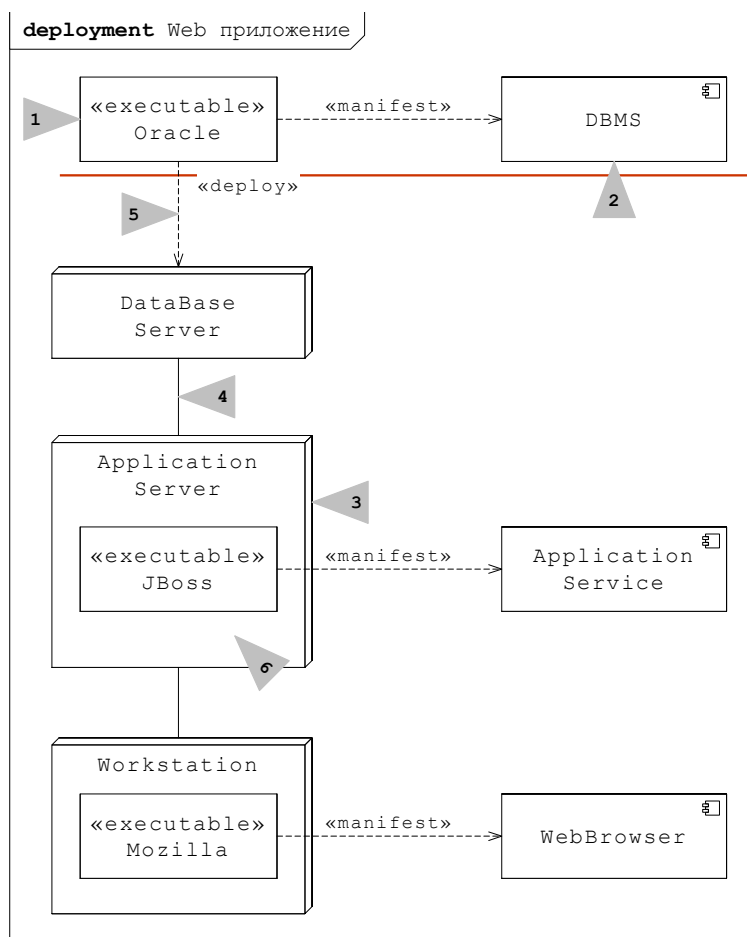 deployment Web приложение
«executable»
Oracle
«manifest»
DBMS
1
2
«deploy»
5
DataBase
Server
4
Application
Server
3
«executable»
JBoss
«manifest»
Application
Service
6
Workstation
«executable»
Mozilla
«manifest»
WebBrowser